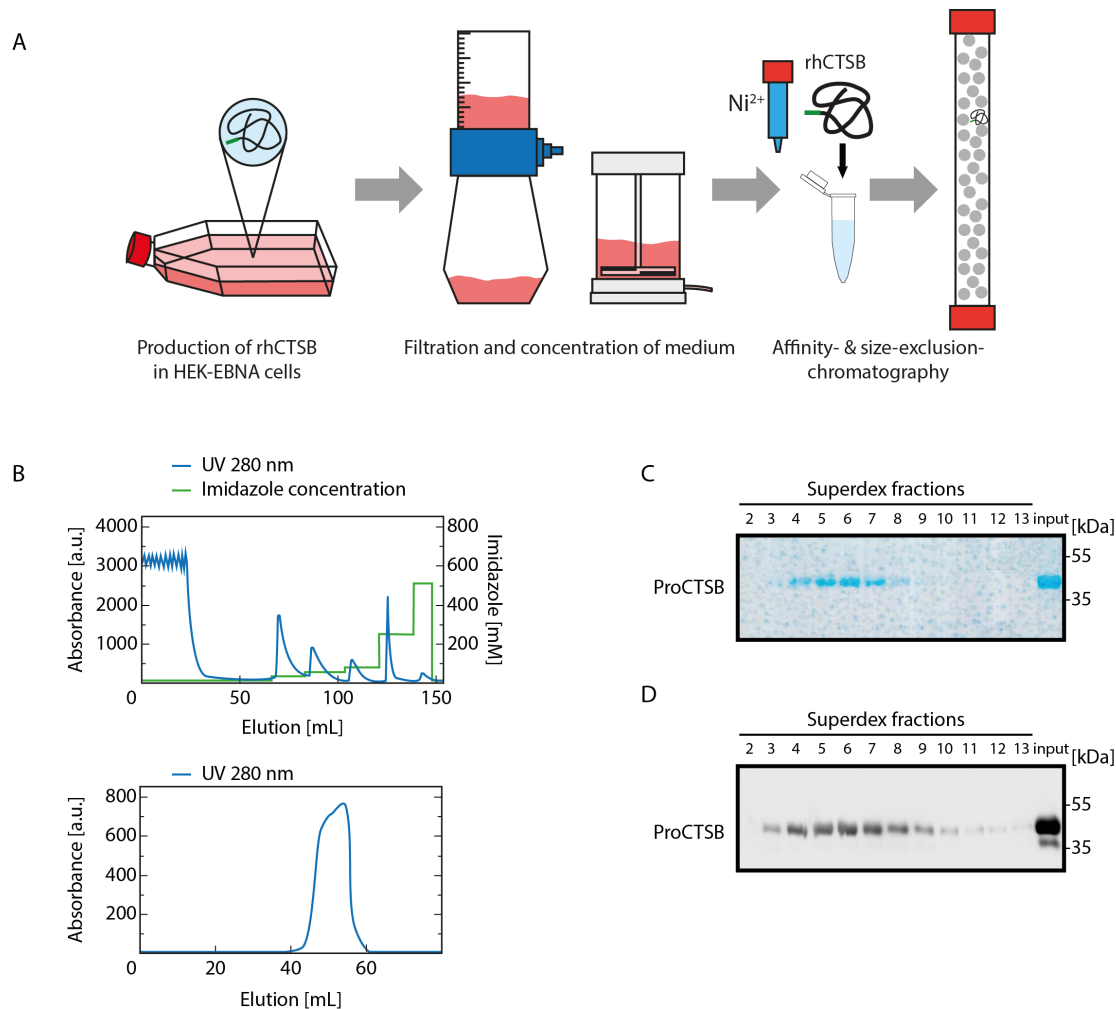 A
rhCTSB
Ni2+
Production of rhCTSB
in HEK-EBNA cells
Filtration and concentration of medium
Affinity- & size-exclusion-
chromatography
B
UV 280 nm
Imidazole concentration
Absorbance [a.u.]
4000
3000
2000
1000
0
50
100
150
800
600
400
200
Imidazole [mM]
Elution [mL]
UV 280 nm
Absorbance [a.u.]
800
600
400
200
0
20
40
60
Elution [mL]
C
Superdex fractions
2 3 4 5 6 7 8 9 10 11 12 13 input [kDa]
ProCTSB
55
35
D
Superdex fractions
2 3 4 5 6 7 8 9 10 11 12 13 input [kDa]
ProCTSB
55
35